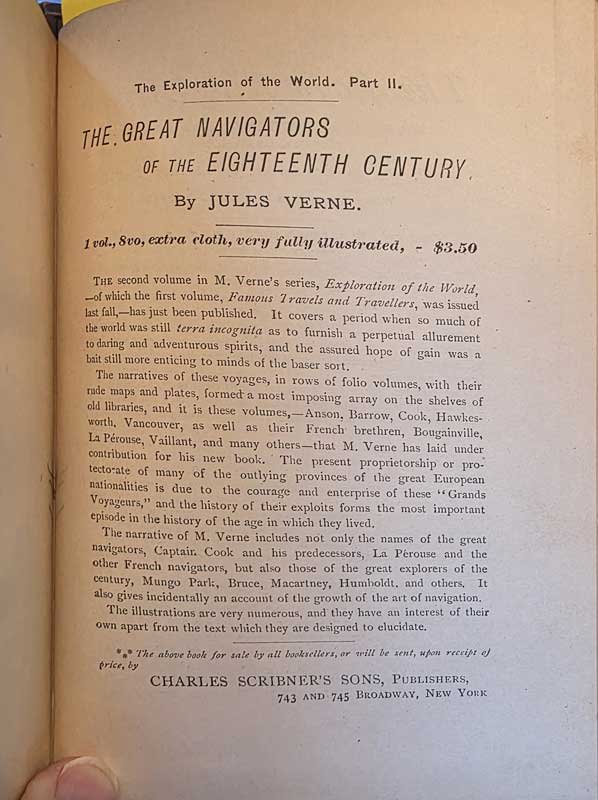 The Exploration of the World. Part II.
THE GREAT NAVIGATORS
OF THE EIGHTEENTH CENTURY.
By JULES VERNE.
1 vol., 8vo, extra cloth, very fully illustrated, - $3.50
THE second volume in M. Verne's series, Exploration of the World,
—of which the first volume, Famous Travels and Travellers, was issued
last fall,—has just been published. It covers a period when so much of
the world was still terra incognita as to furnish a perpetual allurement
to daring and adventurous spirits, and the assured hope of gain was a
bait still more enticing to minds of the baser sort.
The narratives of these voyages, in rows of folio volumes, with their
rude maps and plates, formed a most imposing array on the shelves of
old libraries, and it is these volumes,—Anson, Barrow, Cook, Hawkes-
worth, Vancouver, as well as their French brethren, Bougainville,
La Pérouse, Vaillant, and many others—that M. Verne has laid under
contribution for his new book. The present proprietorship or pro-
tectorate of many of the outlying provinces of the great European
nationalities is due to the courage and enterprise of these "Grands
Voyageurs," and the history of their exploits forms the most important
episode in the history of the age in which they lived.
The narrative of M. Verne includes not only the names of the great
navigators, Captain Cook and his predecessors, La Pérouse and the
other French navigators, but also those of the great explorers of the
century, Mungo Park, Bruce, Macartney, Humboldt, and others. It
also gives incidentally an account of the growth of the art of navigation.
The illustrations are very numerous, and they have an interest of their
own apart from the text which they are designed to elucidate.
*** The above book for sale by all booksellers, or will be sent, upon receipt of
price, by
CHARLES SCRIBNER'S SONS, PUBLISHERS,
743 AND 745 BROADWAY, NEW YORK